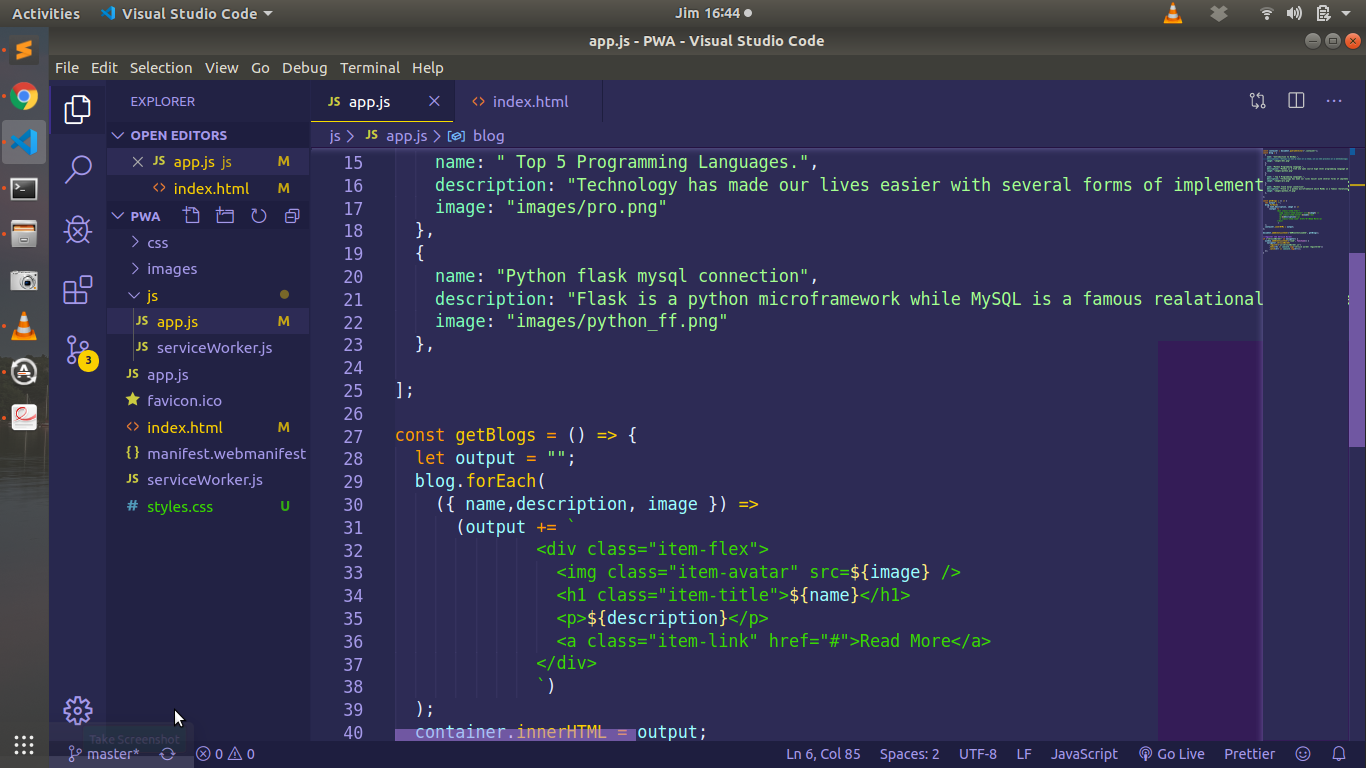 Activities Visual Studio Code Jim 16:44
app.js - PWA - Visual Studio Code
File Edit Selection View Go Debug Terminal Help
EXPLORER
OPEN EDITORS
app.js js M
index.html M
PWA
css
images
js
app.js M
serviceWorker.js
app.js
favicon.ico
index.html M
manifest.webmanifest
serviceWorker.js
styles.css U
3
app.js index.html
js > app.js > blog
15 name: " Top 5 Programming Languages.",
16 description: "Technology has made our lives easier with several forms of implement
17 image: "images/pro.png"
18 },
19 {
20 name: "Python flask mysql connection",
21 description: "Flask is a python microframework while MySQL is a famous realational
22 image: "images/python_ff.png"
23 },
24
25 ];
26
27 const getBlogs = () => {
28 let output = "";
29 blog.forEach(
30 ({ name,description, image }) =>
31 (output += `
32 <div class="item-flex">
33 <img class="item-avatar" src=${image} />
34 <h1 class="item-title">${name}</h1>
35 <p>${description}</p>
36 <a class="item-link" href="#">Read More</a>
37 </div>
38 `)
39 );
40 container.innerHTML = output;
Take Screenshot
master* 0 0 Ln 6, Col 85 Spaces: 2 UTF-8 LF JavaScript Go Live Prettier